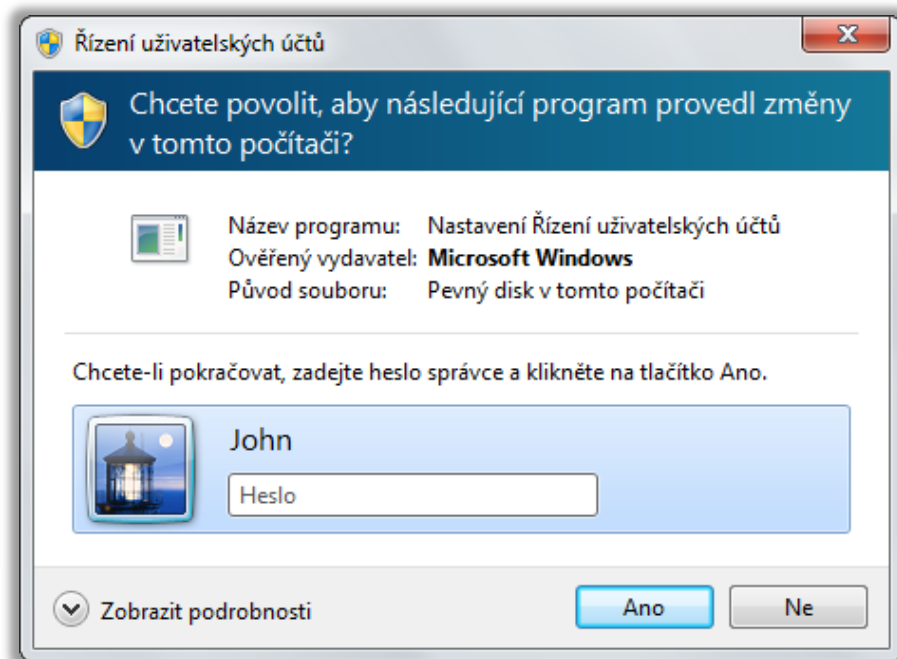 Řízení uživatelských účtů
Chcete povolit, aby následující program provedl změny
v tomto počítači?
Název programu: Nastavení Řízení uživatelských účtů
Ověřený vydavatel: Microsoft Windows
Původ souboru: Pevný disk v tomto počítači
Chcete-li pokračovat, zadejte heslo správce a klikněte na tlačítko Ano.
John
Heslo
Zobrazit podrobnosti Ano Ne